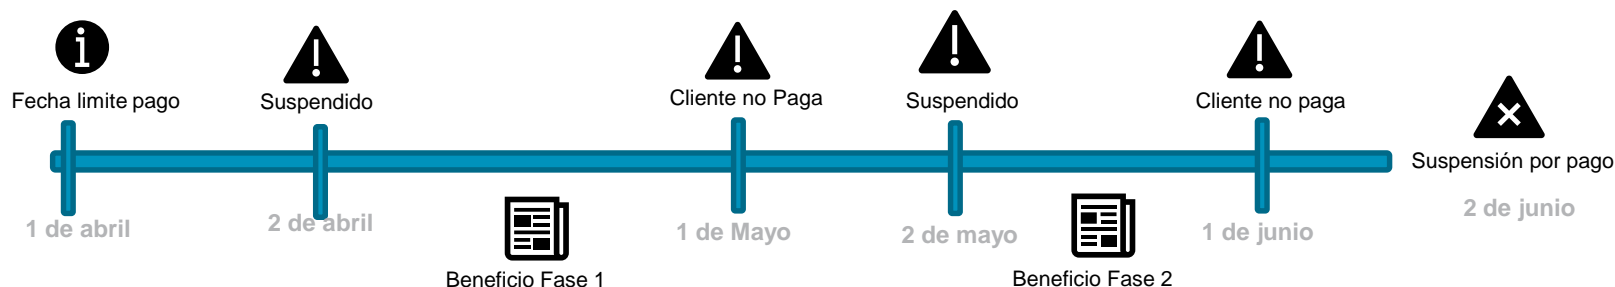 Fecha limite pago
Suspendido
Cliente no Paga
Suspendido
Cliente no paga
Suspensión por pago
1 de abril
2 de abril
1 de Mayo
2 de mayo
1 de junio
2 de junio
Beneficio Fase 1
Beneficio Fase 2